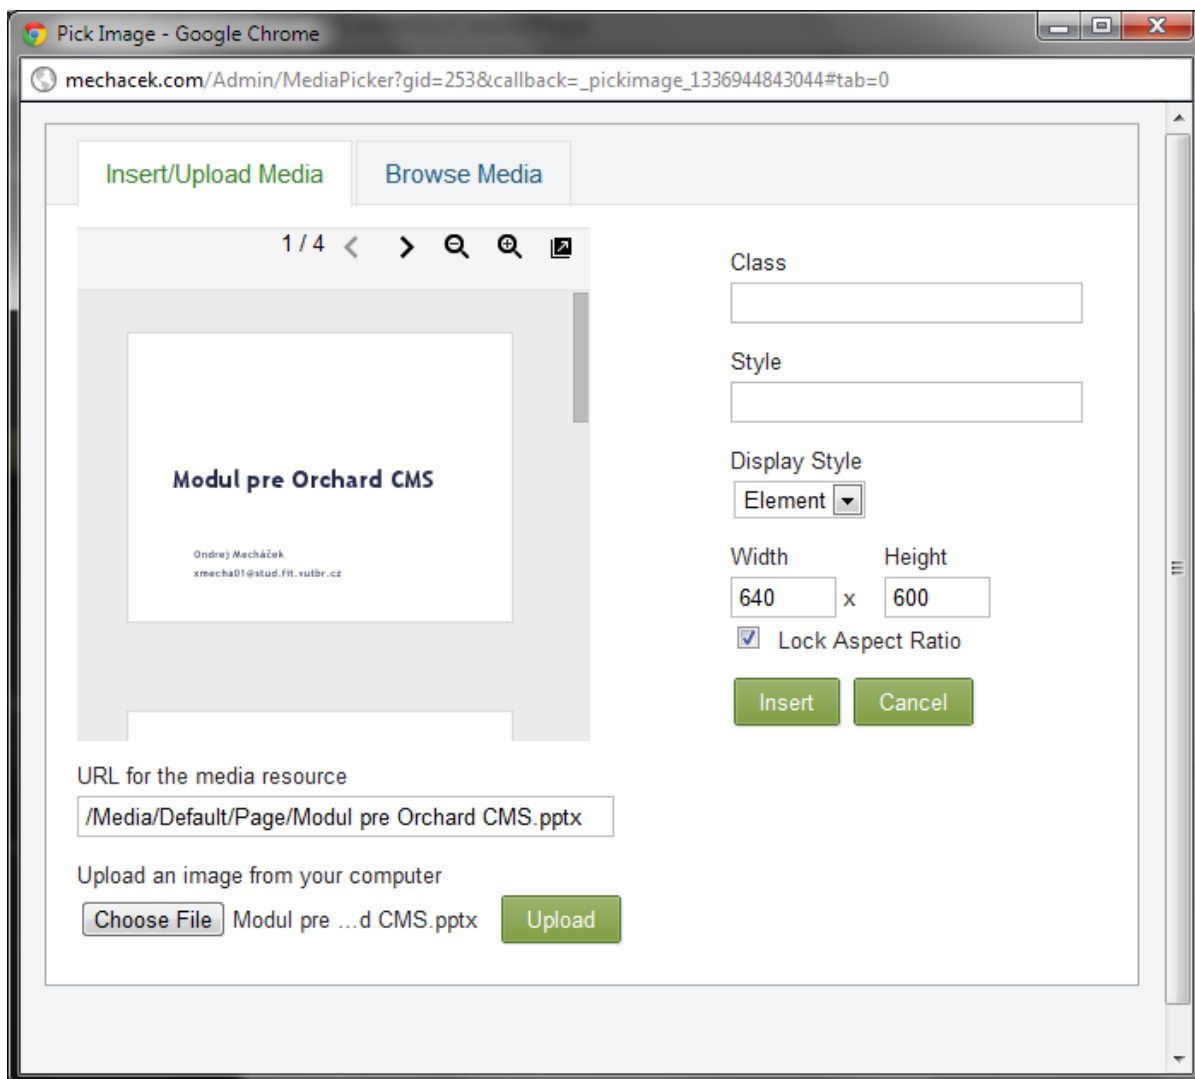 Pick Image - Google Chrome
mechacek.com/Admin/MediaPicker?gid=253&callback=_pickimage_1336944843044#tab=0
Insert/Upload Media
Browse Media
1 / 4
Modul pre Orchard CMS
Ondrej Mecháček
xmecha01@stud.fit.vutbr.cz
URL for the media resource
/Media/Default/Page/Modul pre Orchard CMS.pptx
Upload an image from your computer
Choose File Modul pre ...d CMS.pptx Upload
Class
Style
Display Style
Element
Width Height
640 x 600
Lock Aspect Ratio
Insert Cancel